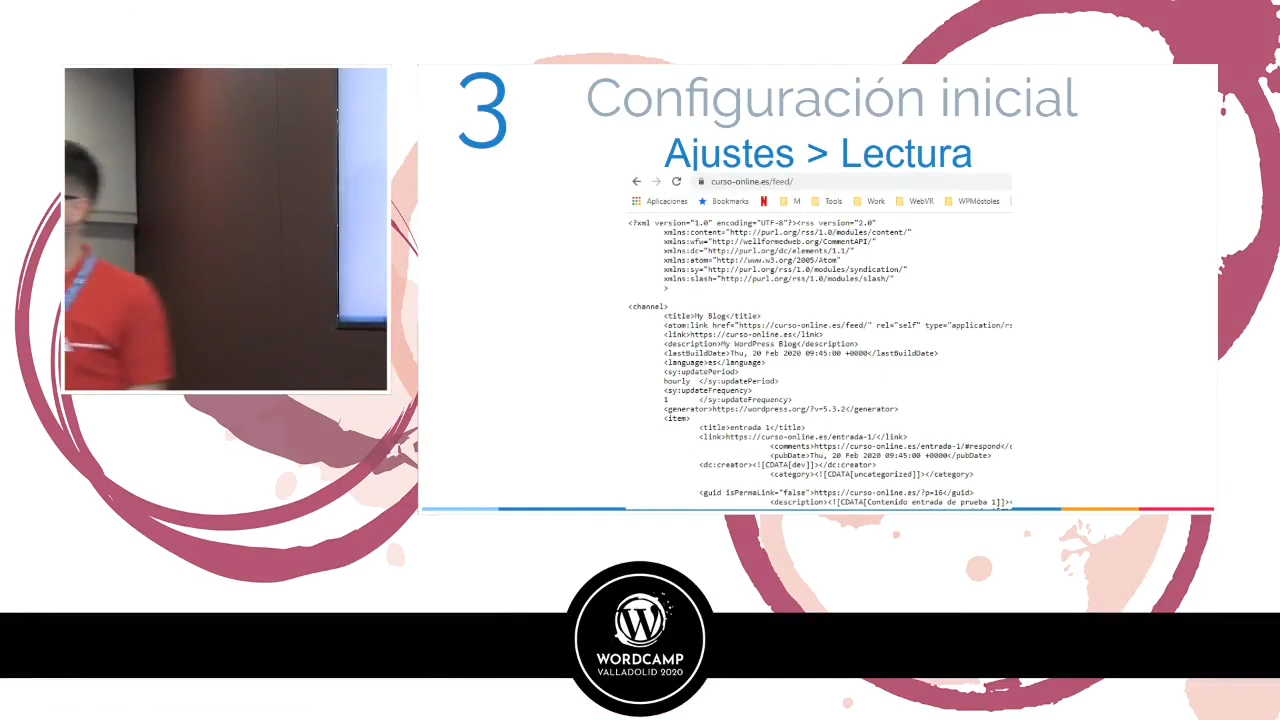 3
Configuración inicial
Ajustes > Lectura
curso-online.es/feed/
Aplicaciones Bookmarks M Tools Work WebVR WPMóstoles
<?xml version="1.0" encoding="UTF-8"?><rss version="2.0"
xmlns:content="http://purl.org/rss/1.0/modules/content/"
xmlns:wfw="http://wellformedweb.org/CommentAPI/"
xmlns:dc="http://purl.org/dc/elements/1.1/"
xmlns:atom="http://www.w3.org/2005/Atom"
xmlns:sy="http://purl.org/rss/1.0/modules/syndication/"
xmlns:slash="http://purl.org/rss/1.0/modules/slash/"
>
<channel>
<title>My Blog</title>
<atom:link href="https://curso-online.es/feed/" rel="self" type="application/rs
<link>https://curso-online.es</link>
<description>My WordPress Blog</description>
<lastBuildDate>Thu, 20 Feb 2020 09:45:00 +0000</lastBuildDate>
<language>es</language>
<sy:updatePeriod>
hourly </sy:updatePeriod>
<sy:updateFrequency>
1 </sy:updateFrequency>
<generator>https://wordpress.org/?v=5.3.2</generator>
<item>
<title>entrada 1</title>
<link>https://curso-online.es/entrada-1/</link>
<comments>https://curso-online.es/entrada-1/#respond</c
<pubDate>Thu, 20 Feb 2020 09:45:00 +0000</pubDate>
<dc:creator><![CDATA[dev]]></dc:creator>
<category><![CDATA[uncategorized]]></category>
<guid isPermaLink="false">https://curso-online.es/?p=16</guid>
<description><![CDATA[Contenido entrada de prueba 1]]><
WORDCAMP
VALLADOLID 2020